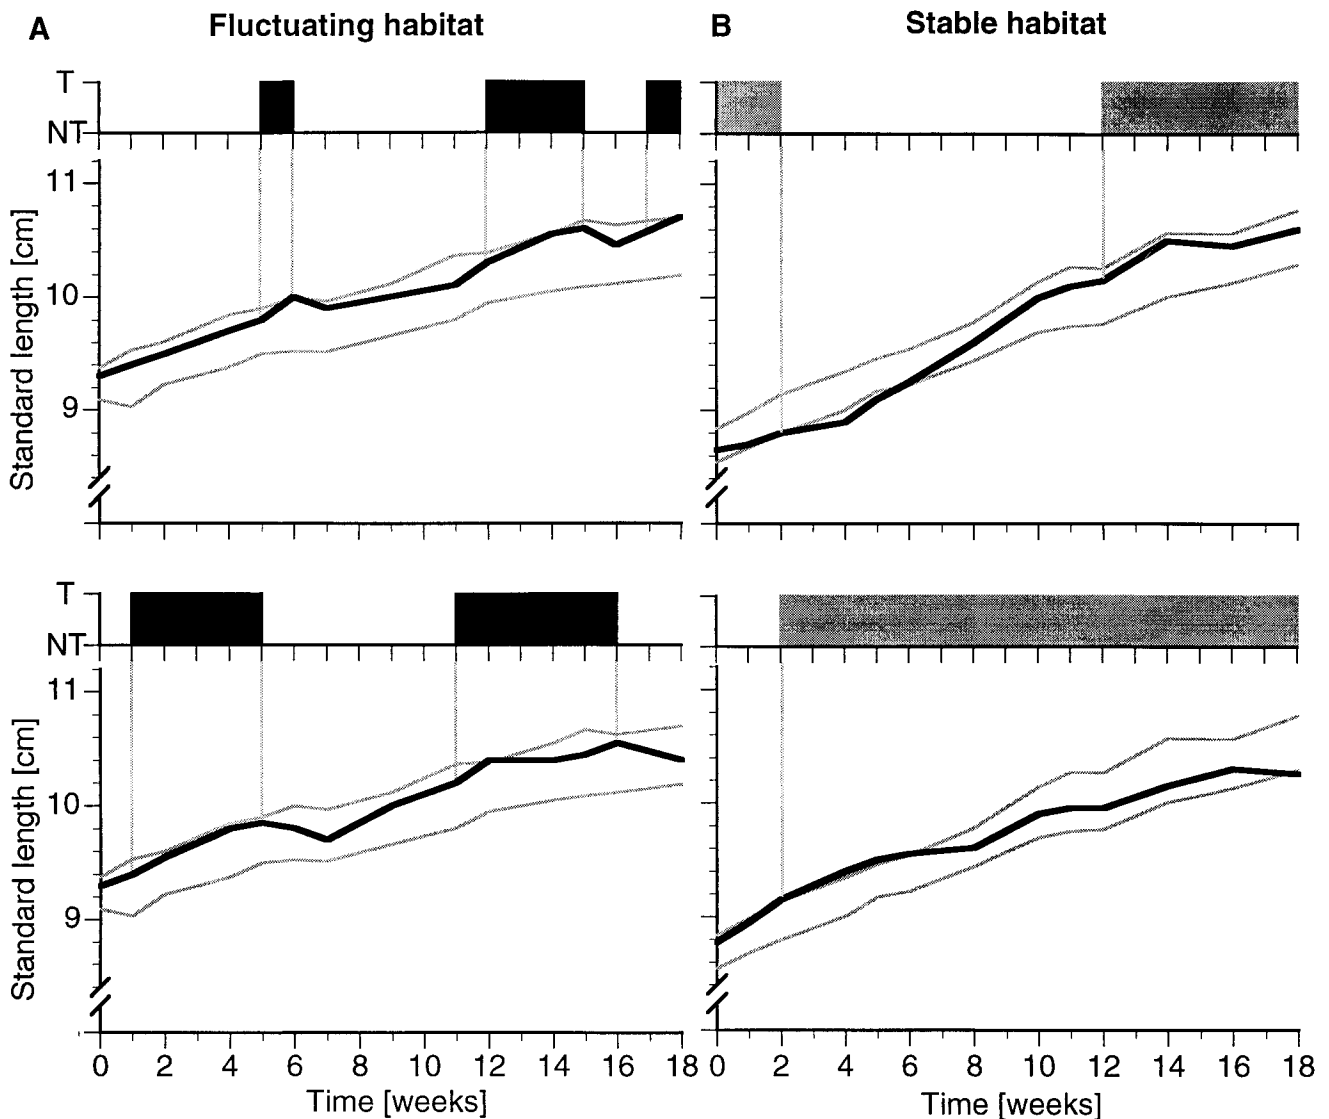 A Fluctuating habitat B Stable habitat
T
NT
11
10
9
Standard length [cm]
T
NT
11
10
9
Standard length [cm]
0 2 4 6 8 10 12 14 16 18 0 2 4 6 8 10 12 14 16 18
Time [weeks] Time [weeks]